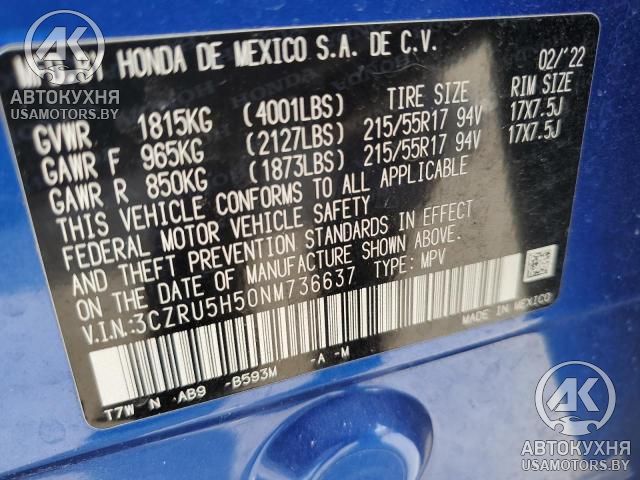 HONDA DE MEXICO S.A. DE C.V. 02/'22
GVWR 1815KG (4001LBS) TIRE SIZE RIM SIZE
GAWR F 965KG (2127LBS) 215/55R17 94V 17X7.5J
GAWR R 850KG (1873LBS) 215/55R17 94V 17X7.5J
THIS VEHICLE CONFORMS TO ALL APPLICABLE
FEDERAL MOTOR VEHICLE SAFETY
AND THEFT PREVENTION STANDARDS IN EFFECT
ON THE DATE OF MANUFACTURE SHOWN ABOVE.
V.I.N:3CZRU5H50NM736637 TYPE: MPV
MADE IN MEXICO
T7W N AB9 -B593M -A -M
AK
АВТОКУХНЯ
USAMOTORS.BY
AK
АВТОКУХНЯ
USAMOTORS.BY